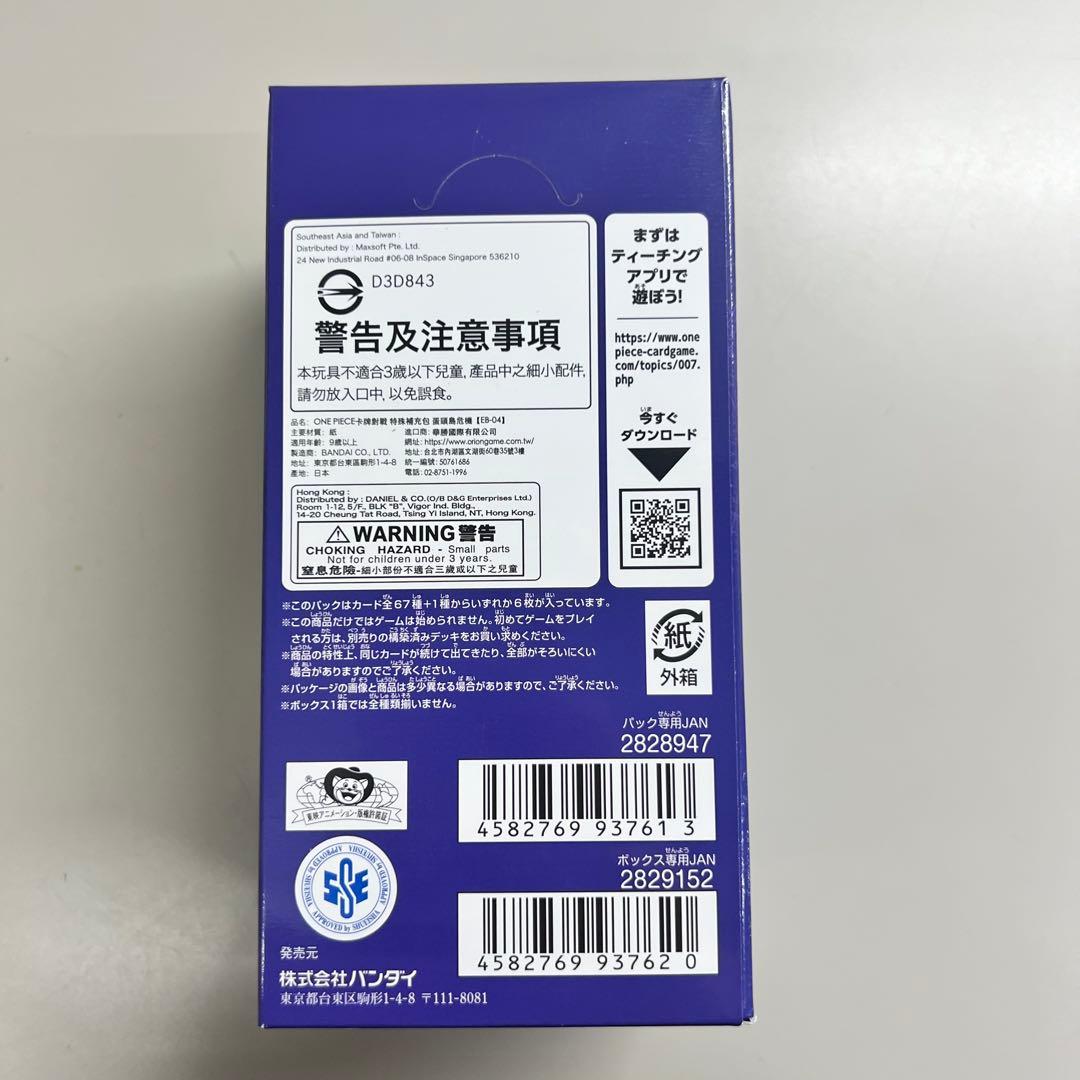 Southeast Asia and Taiwan :
Distributed by : Maxsoft Pte. Ltd.
24 New Industrial Road #06-08 InSpace Singapore 536210
D3D843
警告及注意事項
本玩具不適合3歲以下兒童, 產品中之細小配件,
請勿放入口中, 以免誤食。
品名: ONE PIECE卡牌對戰 特殊補充包 蛋頭島危機【EB-04】
主要材質: 紙
適用年齡: 9歲以上
製造商: BANDAI CO., LTD.
地址: 東京都台東區駒形1-4-8
產地: 日本
進口商: 華勝國際有限公司
網址: https://www.oriongame.com.tw/
地址: 台北市內湖區文湖街60巷35號3樓
統一編號: 50761686
電話: 02-8751-1996
Hong Kong :
Distributed by : DANIEL & CO.(O/B D&G Enterprises Ltd.)
Room 1-12, 5/F., BLK "B", Vigor Ind. Bldg.,
14-20 Cheung Tat Road, Tsing Yi Island, NT, Hong Kong.
WARNING 警告
CHOKING HAZARD - Small parts
Not for children under 3 years.
窒息危險-細小部份不適合三歲或以下之兒童
まずは
ティーチング
アプリで
遊ぼう!
https://www.one
piece-cardgame.
com/topics/007.
php
今すぐ
ダウンロード
※このパックはカード全67種+1種からいずれか6枚が入っています。
※この商品だけではゲームは始められません。初めてゲームをプレイ
される方は、別売りの構築済みデッキをお買い求めください。
※商品の特性上、同じカードが続けて出てきたり、全部がそろいにくい
場合がありますのでご了承ください。
※パッケージの画像と商品は多少異なる場合がありますので、ご了承ください。
※ボックス1箱では全種類揃いません。
紙
外箱
パック専用JAN
2828947
4582769 93761 3
ボックス専用JAN
2829152
4582769 93762 0
東映アニメーション・版権許諾証
APPROVED by SHUEISHA
APPROVED by SHUEISHA
APPROVED by SHUEISHA
SSE
発売元
株式会社バンダイ
東京都台東区駒形1-4-8 〒111-8081